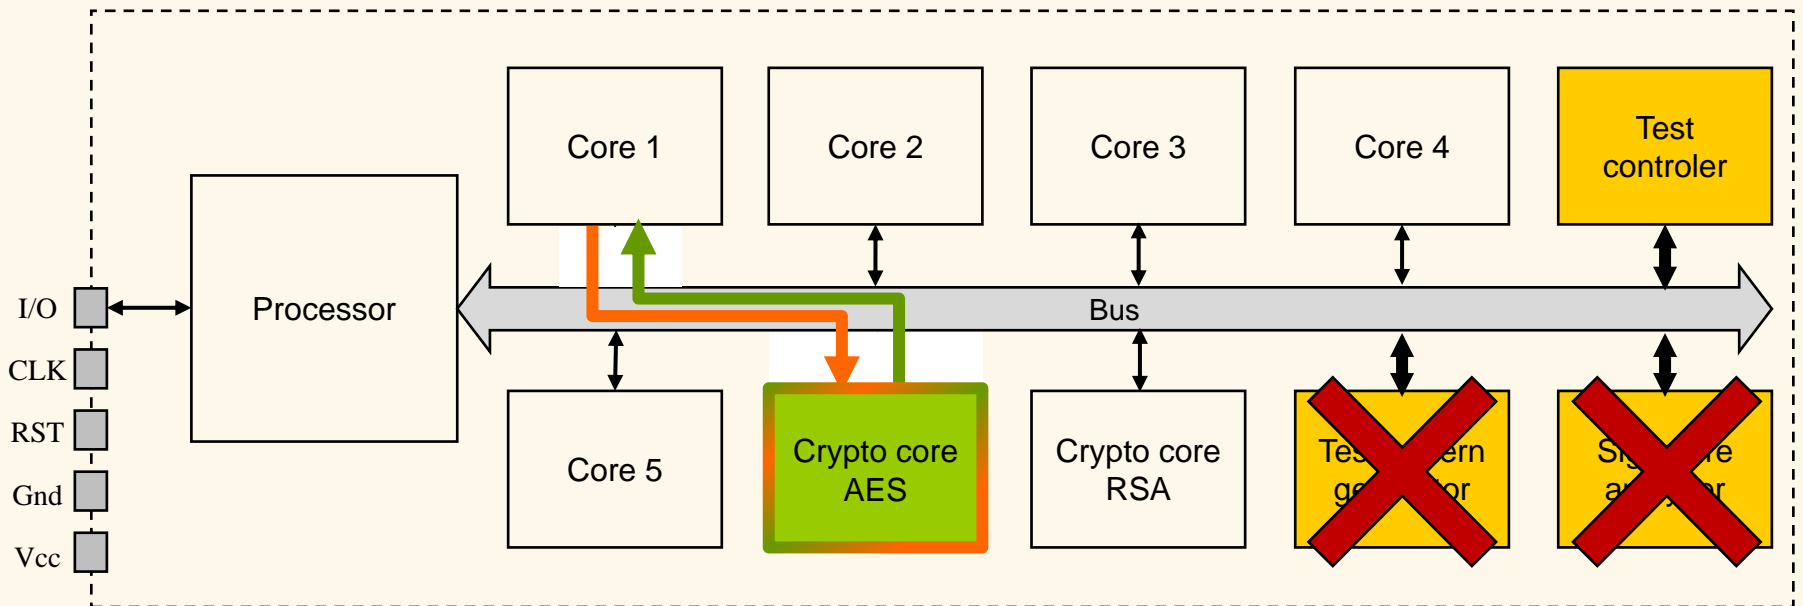 Core 1
Core 2
Core 3
Core 4
Test
controler
Processor
Bus
I/O
CLK
RST
Gnd
Vcc
Core 5
Crypto core
AES
Crypto core
RSA